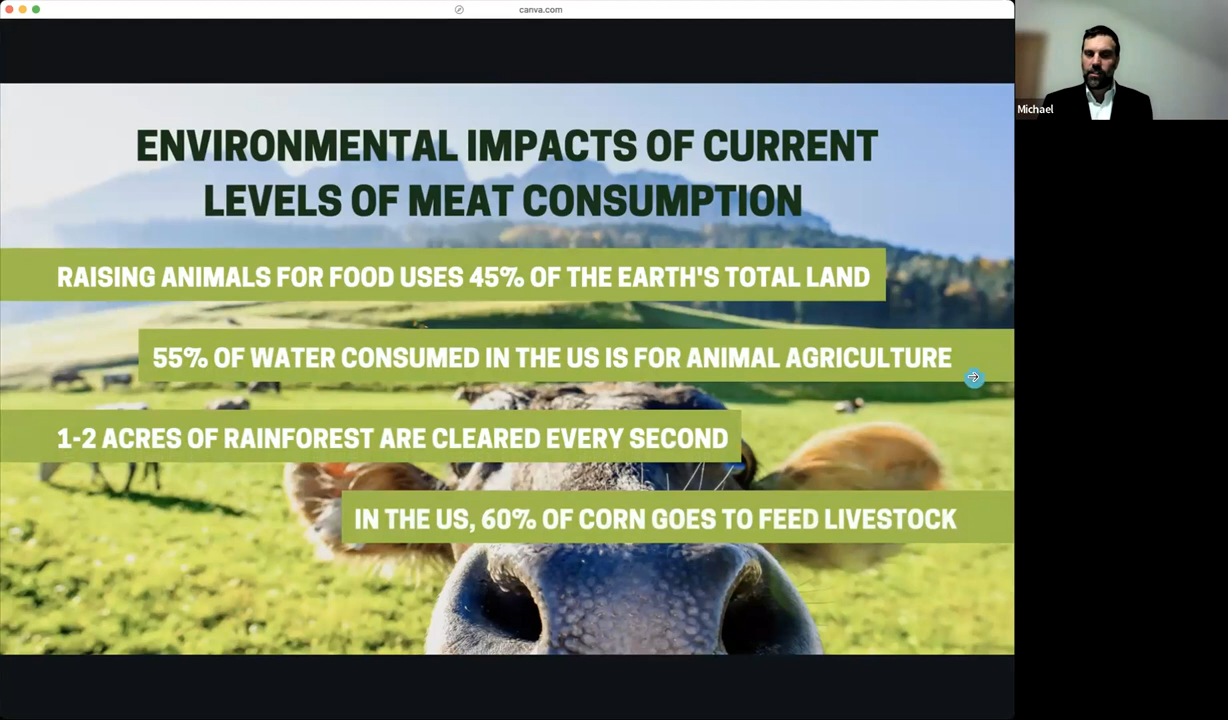 canva.com
Michael
ENVIRONMENTAL IMPACTS OF CURRENT
LEVELS OF MEAT CONSUMPTION
RAISING ANIMALS FOR FOOD USES 45% OF THE EARTH'S TOTAL LAND
55% OF WATER CONSUMED IN THE US IS FOR ANIMAL AGRICULTURE
1-2 ACRES OF RAINFOREST ARE CLEARED EVERY SECOND
IN THE US, 60% OF CORN GOES TO FEED LIVESTOCK